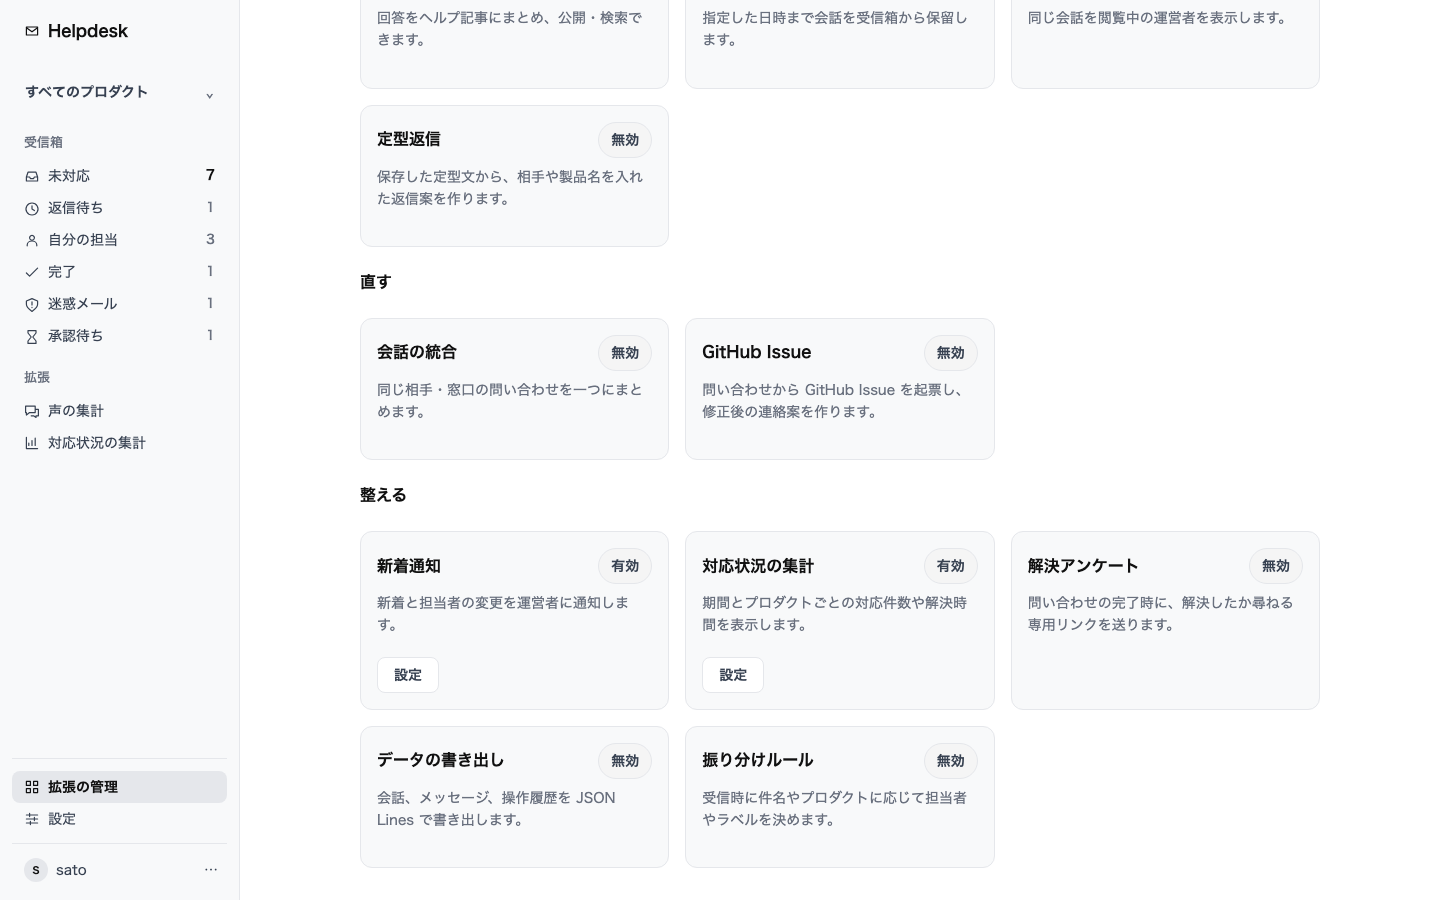 Helpdesk
すべてのプロダクト
受信箱
未対応 7
返信待ち 1
自分の担当 3
完了 1
迷惑メール 1
承認待ち 1
拡張
声の集計
対応状況の集計
拡張の管理
設定
S sato ...
回答をヘルプ記事にまとめ、公開・検索で
きます。
指定した日時まで会話を受信箱から保留し
ます。
同じ会話を閲覧中の運営者を表示します。
定型返信 無効
保存した定型文から、相手や製品名を入れ
た返信案を作ります。
直す
会話の統合 無効
同じ相手・窓口の問い合わせを一つにまと
めます。
GitHub Issue 無効
問い合わせから GitHub Issue を起票し、
修正後の連絡案を作ります。
整える
新着通知 有効
新着と担当者の変更を運営者に通知しま
す。
設定
対応状況の集計 有効
期間とプロダクトごとの対応件数や解決時
間を表示します。
設定
解決アンケート 無効
問い合わせの完了時に、解決したか尋ねる
専用リンクを送ります。
データの書き出し 無効
会話、メッセージ、操作履歴を JSON
Lines で書き出します。
振り分けルール 無効
受信時に件名やプロダクトに応じて担当者
やラベルを決めます。